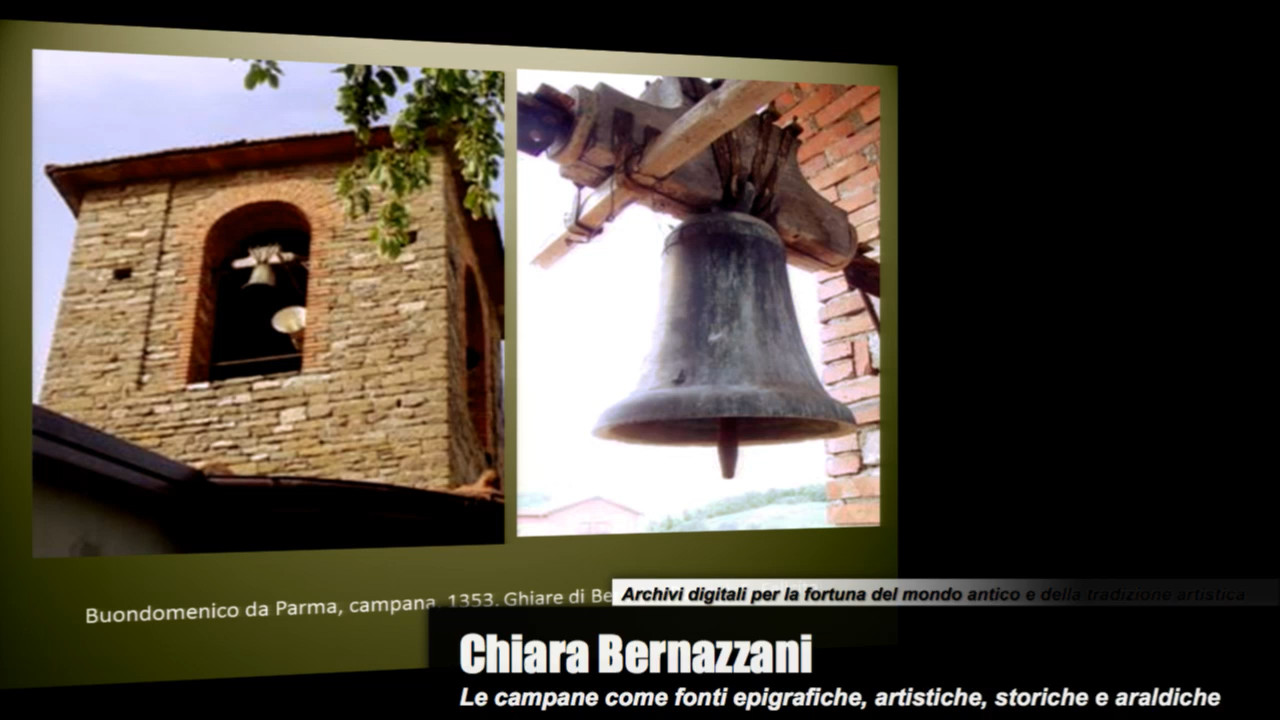 Buondomenico da Parma, campana, 1353, Ghiare di Be
Archivi digitali per la fortuna del mondo antico e della tradizione artistica
Chiara Bernazzani
Le campane come fonti epigrafiche, artistiche, storiche e araldiche